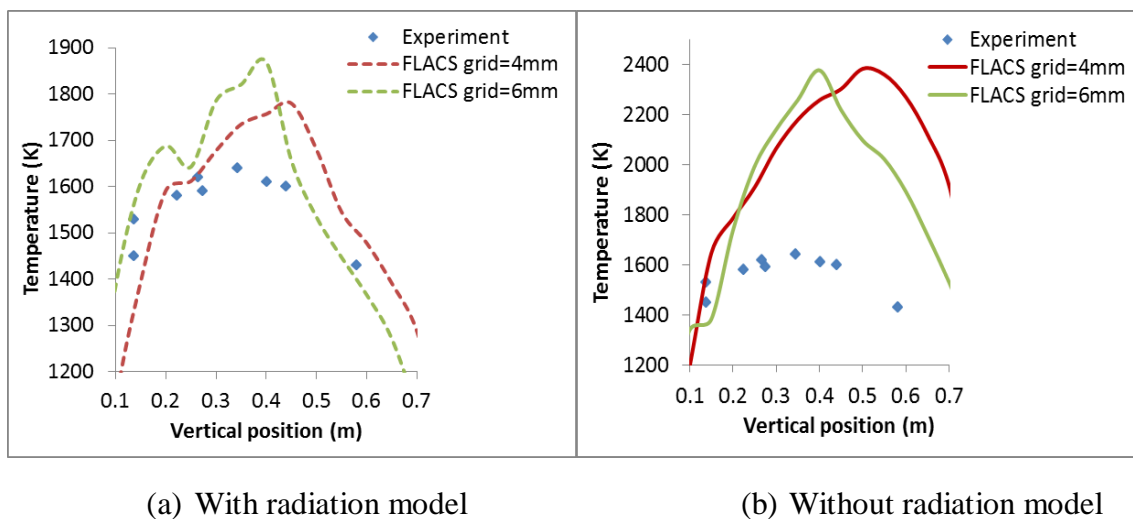 1900
1800
1700
1600
1500
1400
1300
1200
Temperature (K)
0.1 0.2 0.3 0.4 0.5 0.6 0.7
Vertical position (m)
Experiment
FLACS grid=4mm
FLACS grid=6mm
2400
2200
2000
1800
1600
1400
1200
Temperature (K)
0.1 0.2 0.3 0.4 0.5 0.6 0.7
Vertical position (m)
Experiment
FLACS grid=4mm
FLACS grid=6mm
(a) With radiation model
(b) Without radiation model